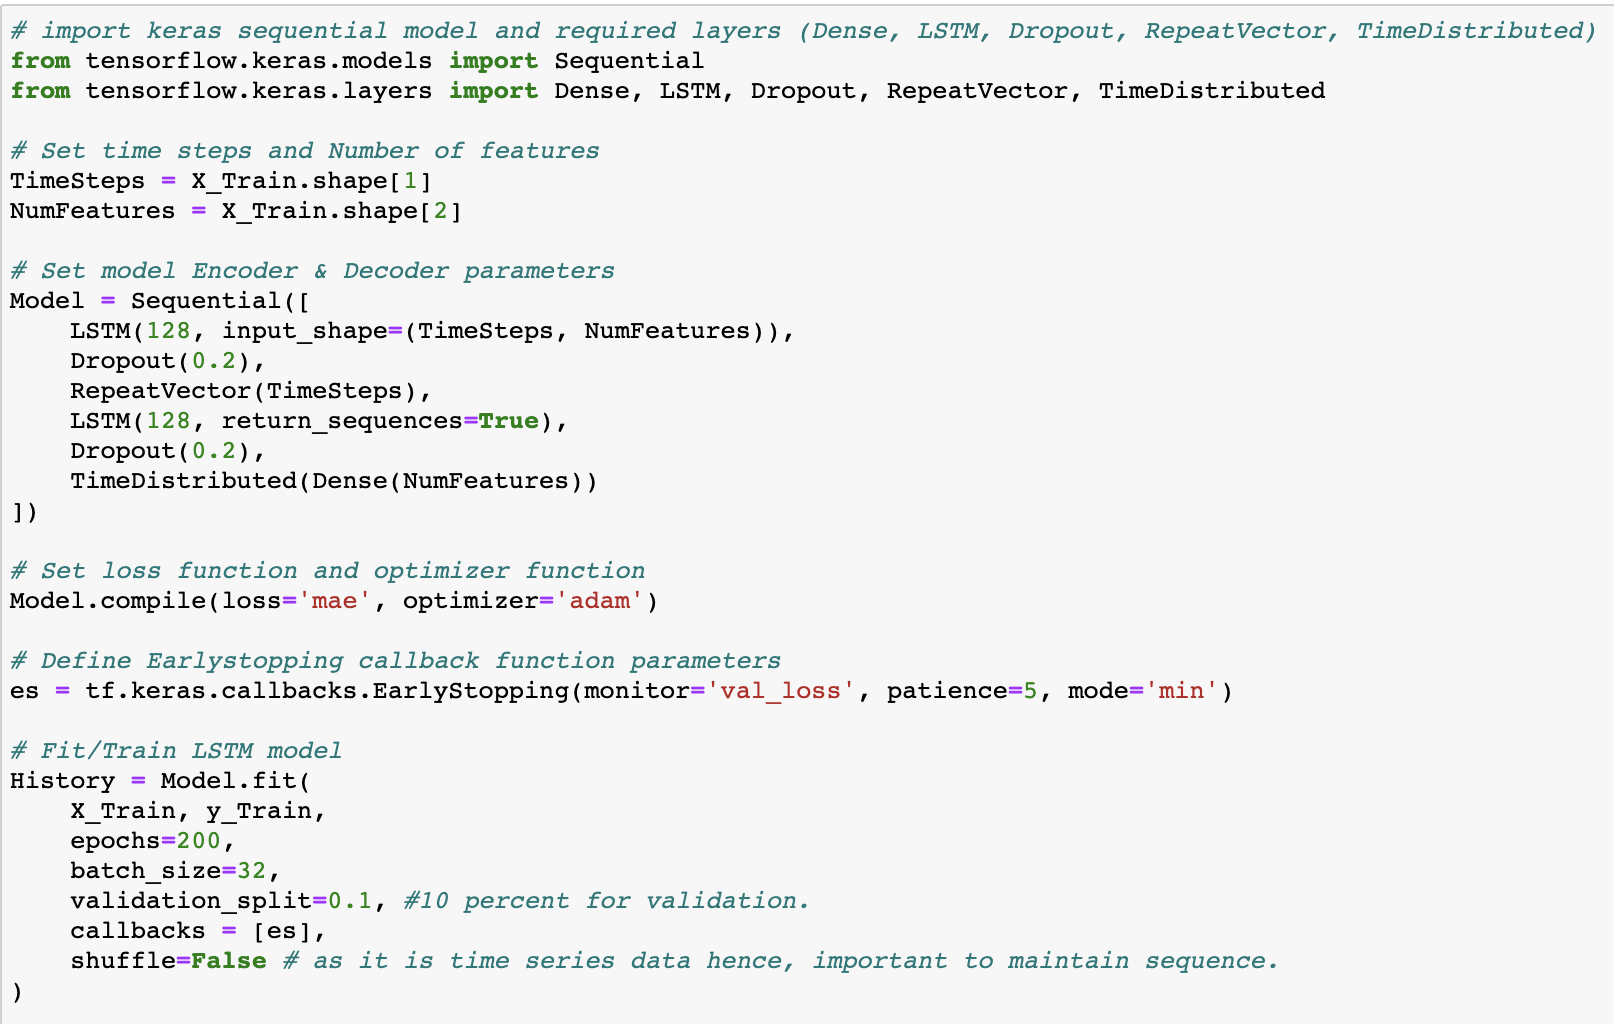 # import keras sequential model and required layers (Dense, LSTM, Dropout, RepeatVector, TimeDistributed)
from tensorflow.keras.models import Sequential
from tensorflow.keras.layers import Dense, LSTM, Dropout, RepeatVector, TimeDistributed

# Set time steps and Number of features
TimeSteps = X_Train.shape[1]
NumFeatures = X_Train.shape[2]

# Set model Encoder & Decoder parameters
Model = Sequential([
    LSTM(128, input_shape=(TimeSteps, NumFeatures)),
    Dropout(0.2),
    RepeatVector(TimeSteps),
    LSTM(128, return_sequences=True),
    Dropout(0.2),
    TimeDistributed(Dense(NumFeatures))
])

# Set loss function and optimizer function
Model.compile(loss='mae', optimizer='adam')

# Define Earlystopping callback function parameters
es = tf.keras.callbacks.EarlyStopping(monitor='val_loss', patience=5, mode='min')

# Fit/Train LSTM model
History = Model.fit(
    X_Train, y_Train,
    epochs=200,
    batch_size=32,
    validation_split=0.1, #10 percent for validation.
    callbacks = [es],
    shuffle=False # as it is time series data hence, important to maintain sequence.
)